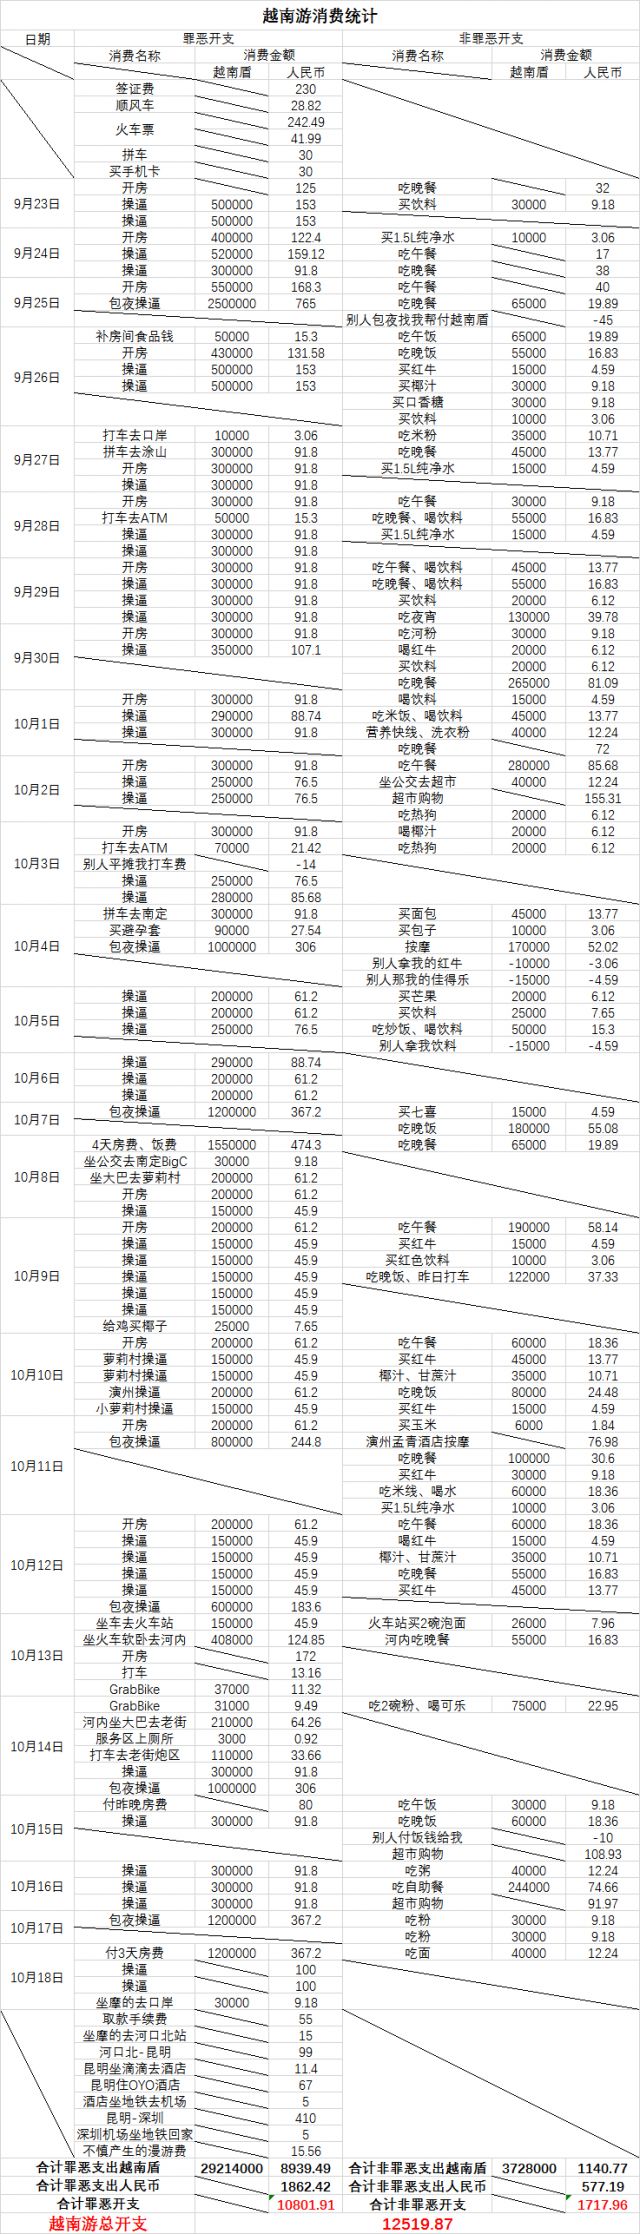 越南游消费统计
日期 罪恶开支 非罪恶开支
消费名称 消费金额 消费名称 消费金额
越南盾 人民币 越南盾 人民币
签证费 230
顺风车 28.82
火车票 242.49
41.99
拼车 30
买手机卡 30
9月23日
开房 125 吃晚餐 32
操逼 500000 153 买饮料 30000 9.18
操逼 500000 153
9月24日
开房 400000 122.4 买1.5L纯净水 10000 3.06
操逼 520000 159.12 吃午餐 17
操逼 300000 91.8 吃晚餐 38
9月25日
开房 550000 168.3 吃午餐 40
包夜操逼 2500000 765 吃晚餐 65000 19.89
别人包夜找我帮付越南盾 -45
9月26日
补房间食品钱 50000 15.3 吃午饭 65000 19.89
开房 430000 131.58 吃晚饭 55000 16.83
操逼 500000 153 买红牛 15000 4.59
操逼 500000 153 买椰汁 30000 9.18
买口香糖 30000 9.18
买饮料 10000 3.06
9月27日
打车去口岸 10000 3.06 吃米粉 35000 10.71
拼车去涂山 300000 91.8 吃晚餐 45000 13.77
开房 300000 91.8 买1.5L纯净水 15000 4.59
操逼 300000 91.8
9月28日
开房 300000 91.8 吃午餐 30000 9.18
打车去ATM 50000 15.3 吃晚餐、喝饮料 55000 16.83
操逼 300000 91.8 买1.5L纯净水 15000 4.59
操逼 300000 91.8
9月29日
开房 300000 91.8 吃午餐、喝饮料 45000 13.77
操逼 300000 91.8 吃晚餐、喝饮料 55000 16.83
操逼 300000 91.8 买饮料 20000 6.12
操逼 300000 91.8 吃夜宵 130000 39.78
9月30日
开房 300000 91.8 吃河粉 30000 9.18
操逼 350000 107.1 喝红牛 20000 6.12
买饮料 20000 6.12
吃晚餐 265000 81.09
10月1日
开房 300000 91.8 喝饮料 15000 4.59
操逼 290000 88.74 吃米饭、喝饮料 45000 13.77
操逼 300000 91.8 营养快线、洗衣粉 40000 12.24
吃晚餐 72
10月2日
开房 300000 91.8 吃午餐 280000 85.68
操逼 250000 76.5 坐公交去超市 40000 12.24
操逼 250000 76.5 超市购物 155.31
吃热狗 20000 6.12
10月3日
开房 300000 91.8 喝椰汁 20000 6.12
打车去ATM 70000 21.42 吃热狗 20000 6.12
别人平摊我打车费 -14
操逼 250000 76.5
操逼 280000 85.68
10月4日
拼车去南定 300000 91.8 买面包 45000 13.77
买避孕套 90000 27.54 买包子 10000 3.06
包夜操逼 1000000 306 按摩 170000 52.02
别人拿我的红牛 -10000 -3.06
别人那我的佳得乐 -15000 -4.59
10月5日
操逼 200000 61.2 买芒果 20000 6.12
操逼 200000 61.2 买饮料 25000 7.65
操逼 250000 76.5 吃炒饭、喝饮料 50000 15.3
别人拿我饮料 -15000 -4.59
10月6日
操逼 290000 88.74
操逼 200000 61.2
操逼 200000 61.2
10月7日
包夜操逼 1200000 367.2 买七喜 15000 4.59
吃晚饭 180000 55.08
10月8日
4天房费、饭费 1550000 474.3 吃晚餐 65000 19.89
坐公交去南定BigC 30000 9.18
坐大巴去萝莉村 200000 61.2
开房 200000 61.2
操逼 150000 45.9
10月9日
开房 200000 61.2 吃午餐 190000 58.14
操逼 150000 45.9 买红牛 15000 4.59
操逼 150000 45.9 买红色饮料 10000 3.06
操逼 150000 45.9 吃晚饭、昨日打车 122000 37.33
操逼 150000 45.9
操逼 150000 45.9
给鸡买椰子 25000 7.65
10月10日
开房 200000 61.2 吃午餐 60000 18.36
萝莉村操逼 150000 45.9 买红牛 45000 13.77
萝莉村操逼 150000 45.9 椰汁、甘蔗汁 35000 10.71
演州操逼 200000 61.2 吃晚饭 80000 24.48
小萝莉村操逼 150000 45.9 买红牛 15000 4.59
10月11日
开房 200000 61.2 买玉米 6000 1.84
包夜操逼 800000 244.8 演州孟青酒店按摩 76.98
吃晚餐 100000 30.6
买红牛 30000 9.18
吃米线、喝水 60000 18.36
买1.5L纯净水 10000 3.06
10月12日
开房 200000 61.2 吃午餐 60000 18.36
操逼 150000 45.9 喝红牛 15000 4.59
操逼 150000 45.9 椰汁、甘蔗汁 35000 10.71
操逼 150000 45.9 吃晚餐 55000 16.83
操逼 150000 45.9 买红牛 45000 13.77
包夜操逼 600000 183.6
10月13日
坐车去火车站 150000 45.9 火车站买2碗泡面 26000 7.96
坐火车软卧去河内 408000 124.85 河内吃晚餐 55000 16.83
开房 172
打车 13.16
GrabBike 37000 11.32
10月14日
GrabBike 31000 9.49 吃2碗粉、喝可乐 75000 22.95
河内坐大巴去老街 210000 64.26
服务区上厕所 3000 0.92
打车去老街炮区 110000 33.66
操逼 300000 91.8
包夜操逼 1000000 306
10月15日
付昨晚房费 80 吃午饭 30000 9.18
操逼 300000 91.8 吃晚饭 60000 18.36
别人付饭钱给我 -10
超市购物 108.93
10月16日
操逼 300000 91.8 吃粥 40000 12.24
操逼 300000 91.8 吃自助餐 244000 74.66
操逼 300000 91.8 超市购物 91.97
10月17日
包夜操逼 1200000 367.2 吃粉 30000 9.18
吃粉 30000 9.18
10月18日
付3天房费 1200000 367.2 吃面 40000 12.24
操逼 100
操逼 100
坐摩的去口岸 30000 9.18
取款手续费 55
坐摩的去河口北站 15
河口北-昆明 99
昆明坐滴滴去酒店 11.4
昆明住OYO酒店 67
酒店坐地铁去机场 5
昆明-深圳 410
深圳机场坐地铁回家 5
不慎产生的漫游费 15.56
合计罪恶支出越南盾 29214000 8939.49 合计非罪恶支出越南盾 3728000 1140.77
合计罪恶支出人民币 1862.42 合计非罪恶支出人民币 577.19
合计罪恶开支 10801.91 合计非罪恶开支 1717.96
越南游总开支 12519.87